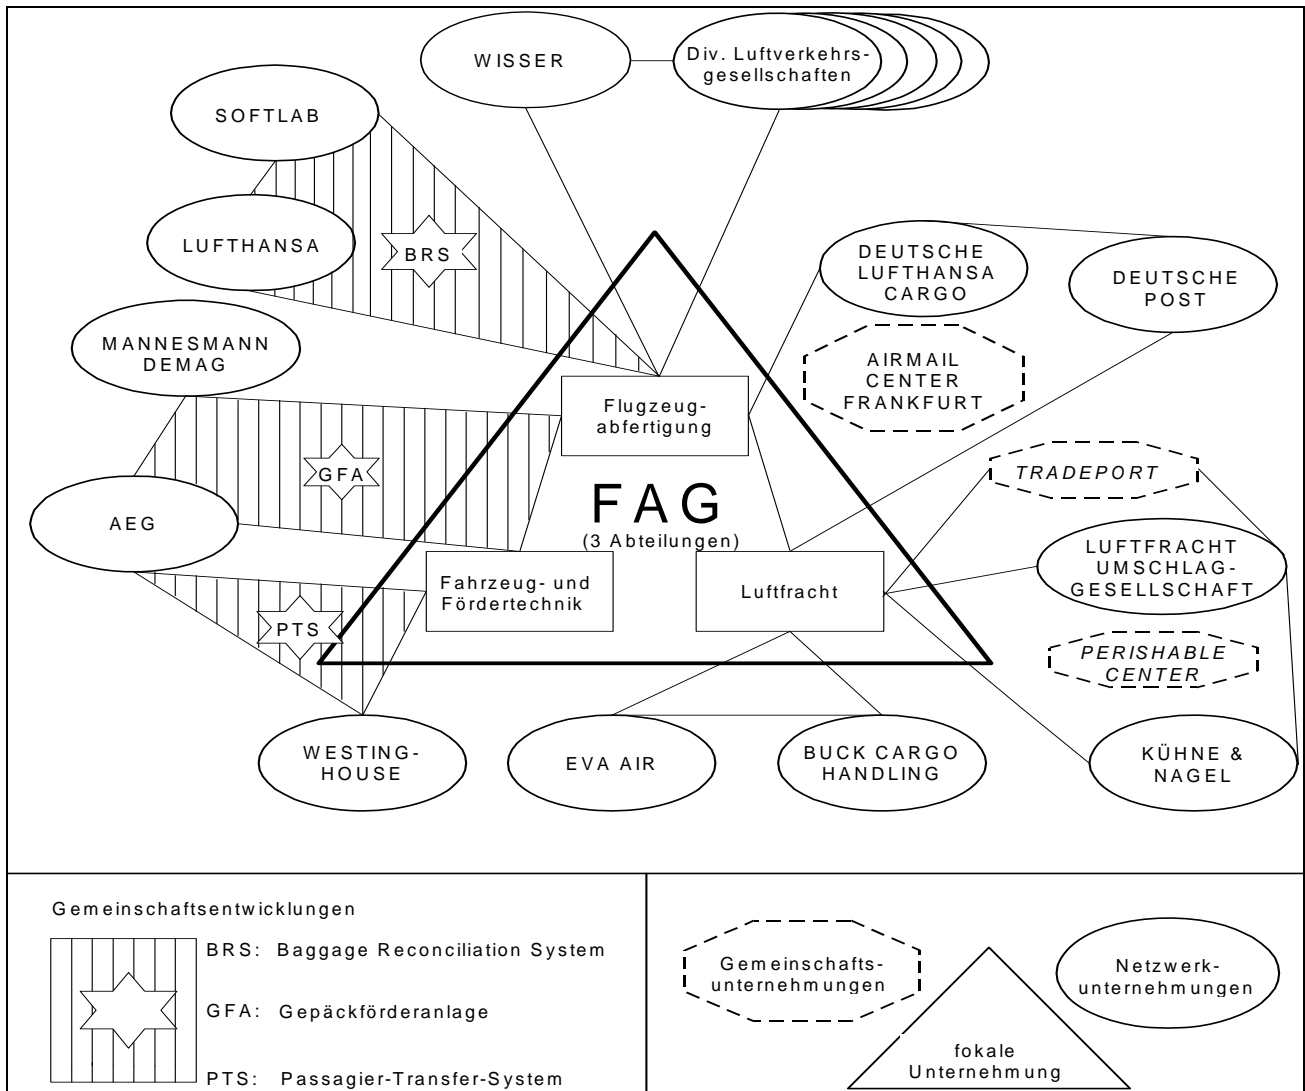 WISSER
Div. Luftverkehrs-
gesellschaften
SOFTLAB
LUFTHANSA
BRS
DEUTSCHE
LUFTHANSA
CARGO
DEUTSCHE
POST
MANNESMANN
DEMAG
AIRMAIL
CENTER
FRANKFURT
Flugzeug-
abfertigung
GFA
TRADEPORT
AEG
FAG
(3 Abteilungen)
LUFTFRACHT
UMSCHLAG-
GESELLSCHAFT
Fahrzeug- und
Fördertechnik
Luftfracht
PTS
PERISHABLE
CENTER
WESTING-
HOUSE
EVA AIR
BUCK CARGO
HANDLING
KÜHNE &
NAGEL
Gemeinschaftsentwicklungen
BRS: Baggage Reconciliation System
GFA: Gepäckförderanlage
PTS: Passagier-Transfer-System
Gemeinschafts-
unternehmungen
Netzwerk-
unternehmungen
fokale
Unternehmung